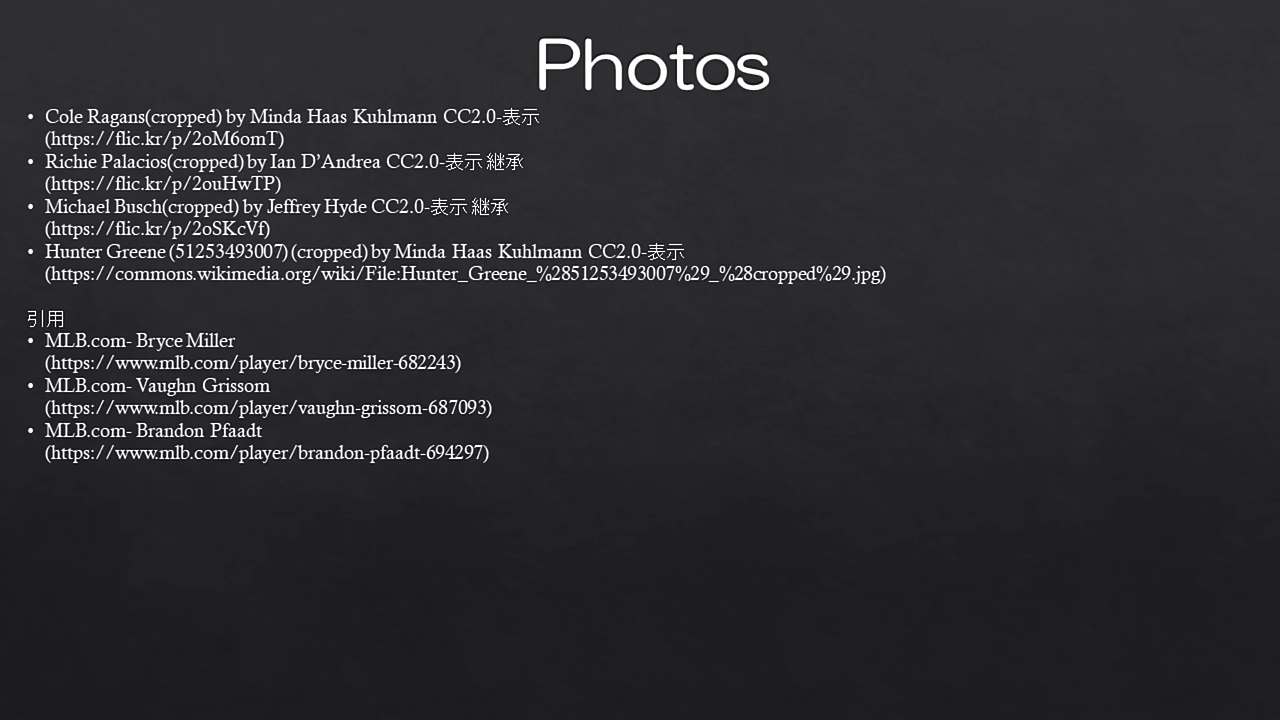 Photos
• Cole Ragans(cropped) by Minda Haas Kuhlmann CC2.0-表示
(https://flic.kr/p/2oM6omT)
• Richie Palacios(cropped) by Ian D’Andrea CC2.0-表示 継承
(https://flic.kr/p/2ouHwTP)
• Michael Busch(cropped) by Jeffrey Hyde CC2.0-表示 継承
(https://flic.kr/p/2oSKcVf)
• Hunter Greene (51253493007) (cropped) by Minda Haas Kuhlmann CC2.0-表示
(https://commons.wikimedia.org/wiki/File:Hunter_Greene_%2851253493007%29_%28cropped%29.jpg)
引用
• MLB.com- Bryce Miller
(https://www.mlb.com/player/bryce-miller-682243)
• MLB.com- Vaughn Grissom
(https://www.mlb.com/player/vaughn-grissom-687093)
• MLB.com- Brandon Pfaadt
(https://www.mlb.com/player/brandon-pfaadt-694297)